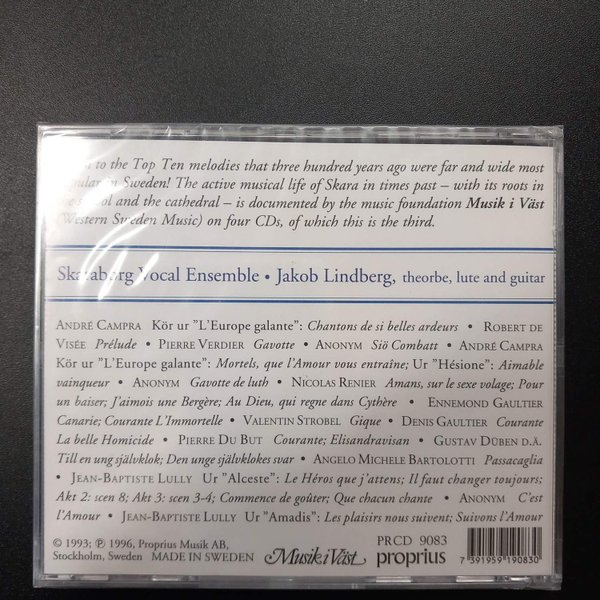 to the Top Ten melodies that three hundred years ago were far and wide most
in Sweden! The active musical life of Skara in times past – with its roots in
and the cathedral – is documented by the music foundation Musik i Väst
(Western Sweden Music) on four CDs, of which this is the third.
Skaraborg Vocal Ensemble • Jakob Lindberg, theorbe, lute and guitar
ANDRÉ CAMPRA Kör ur "L'Europe galante": Chantons de si belles ardeurs • ROBERT DE
VISÉE Prélude • PIERRE VERDIER Gavotte • ANONYM Siö Combatt • ANDRÉ CAMPRA
Kör ur "L'Europe galante": Mortels, que l'Amour vous entraîne; Ur "Hésione": Aimable
vainqueur • ANONYM Gavotte de luth • NICOLAS RENIER Amans, sur le sexe volage; Pour
un baiser; J'aimois une Bergère; Au Dieu, qui regne dans Cythère • ENNEMOND GAULTIER
Canarie; Courante L'Immortelle • VALENTIN STROBEL Gique • DENIS GAULTIER Courante
La belle Homicide • PIERRE DU BUT Courante; Elisandravisan • GUSTAV DÜBEN D.Ä.
Till en ung självklok; Den unge självklokes svar • ANGELO MICHELE BARTOLOTTI Passacaglia
• JEAN-BAPTISTE LULLY Ur "Alceste": Le Héros que j'attens; Il faut changer toujours;
Akt 2: scen 8; Akt 3: scen 3-4; Commence de goûter; Que chacun chante • ANONYM C'est
l'Amour • JEAN-BAPTISTE LULLY Ur "Amadis": Les plaisirs nous suivent; Suivons l'Amour
© 1993; ℗ 1996, Proprius Musik AB,
Stockholm, Sweden MADE IN SWEDEN
Musik i Väst
PRCD 9083
proprius
7 391959 190830